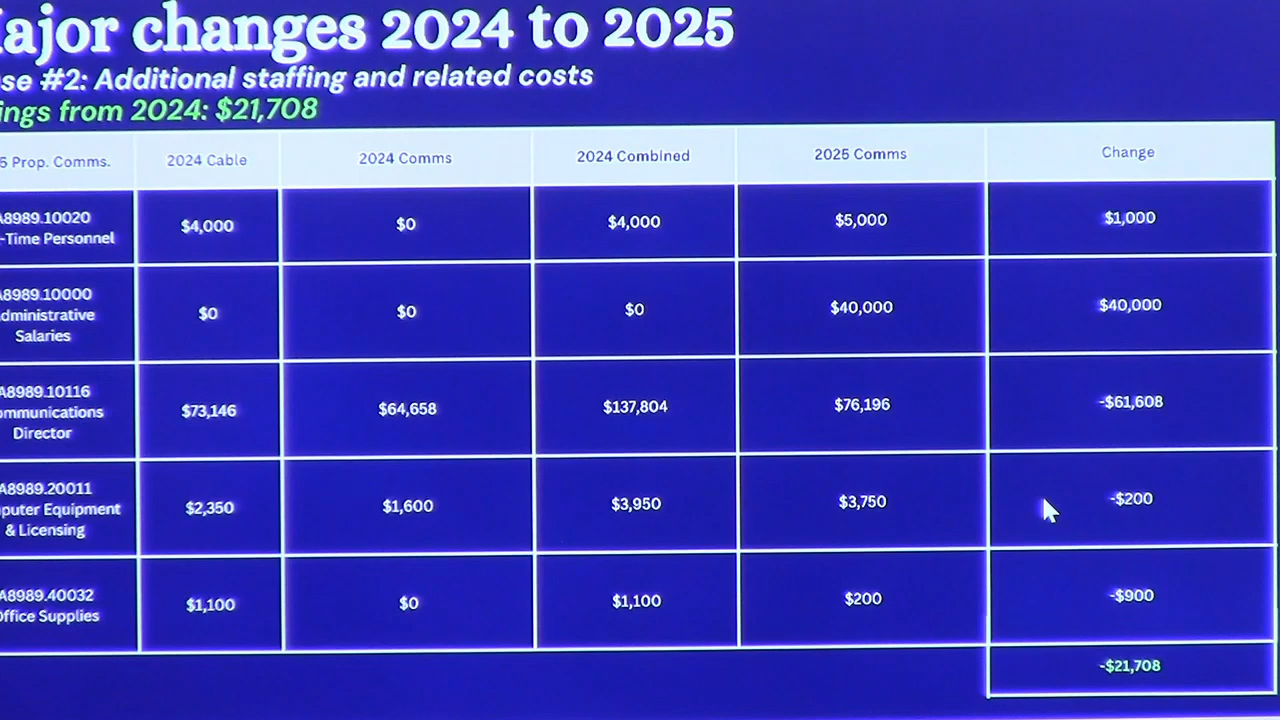 ajor changes 2024 to 2025
se #2: Additional staffing and related costs
ings from 2024: $21,708
5 Prop. Comms. 2024 Cable 2024 Comms 2024 Combined 2025 Comms Change
A8989.10020
-Time Personnel $4,000 $0 $4,000 $5,000 $1,000
A8989.10000
dministrative
Salaries $0 $0 $0 $40,000 $40,000
A8989.10116
ommunications
Director $73,146 $64,658 $137,804 $76,196 -$61,608
A8989.20011
puter Equipment
& Licensing $2,350 $1,600 $3,950 $3,750 -$200
A8989.40032
Office Supplies $1,100 $0 $1,100 $200 -$900
-$21,708